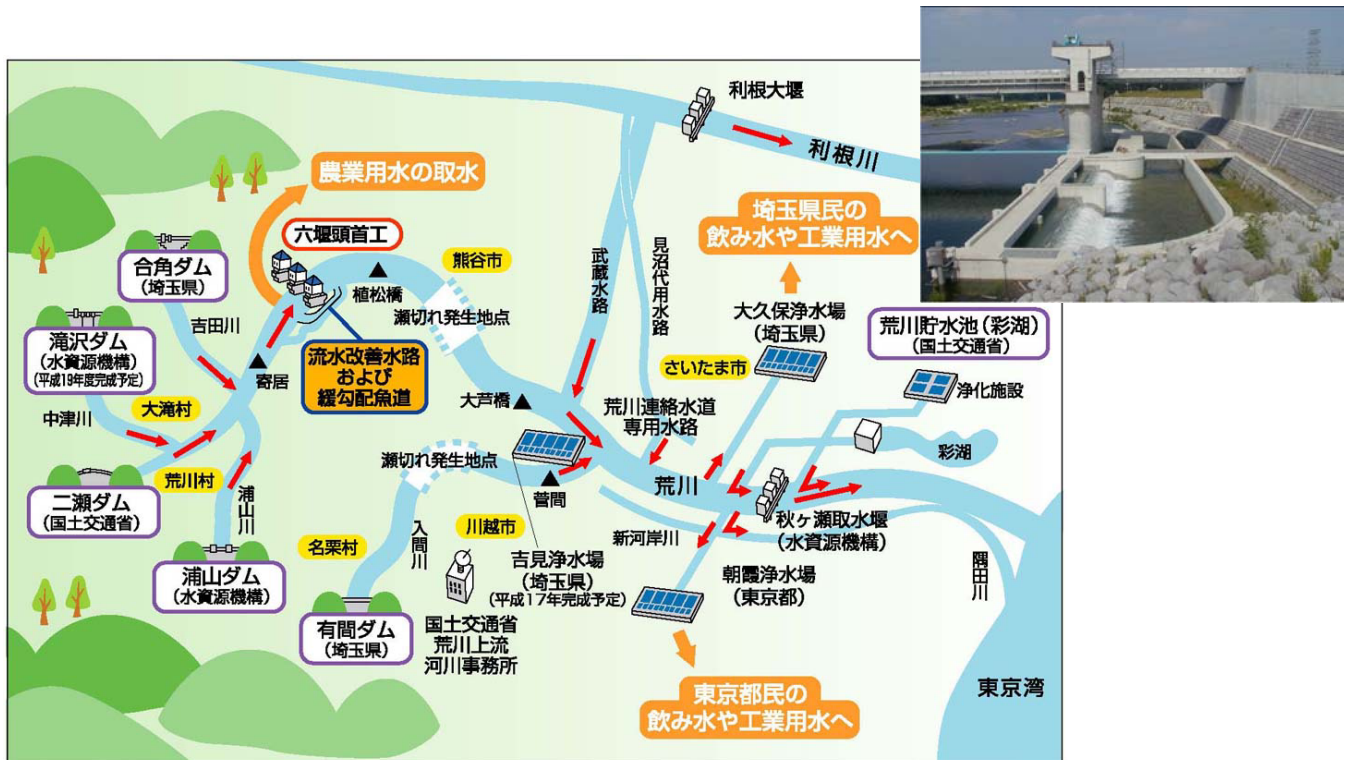 利根大堰
利根川
農業用水の取水
埼玉県民の
飲み水や工業用水へ
六堰頭首工
武蔵水路
見沼代用水路
熊谷市
合角ダム
（埼玉県）
植松橋
瀬切れ発生地点
大久保浄水場
（埼玉県）
荒川貯水池（彩湖）
（国土交通省）
吉田川
滝沢ダム
（水資源機構）
（平成19年度完成予定）
寄居
流水改善水路
および
緩勾配魚道
さいたま市
浄化施設
大滝村
中津川
大芦橋
荒川連絡水道
専用水路
瀬切れ発生地点
彩湖
荒川村
二瀬ダム
（国土交通省）
浦山川
菅間
荒川
秋ヶ瀬取水堰
（水資源機構）
入間川
川越市
新河岸川
名栗村
吉見浄水場
（埼玉県）
（平成17年完成予定）
朝霞浄水場
（東京都）
隅田川
浦山ダム
（水資源機構）
有間ダム
（埼玉県）
国土交通省
荒川上流
河川事務所
東京湾
東京都民の
飲み水や工業用水へ